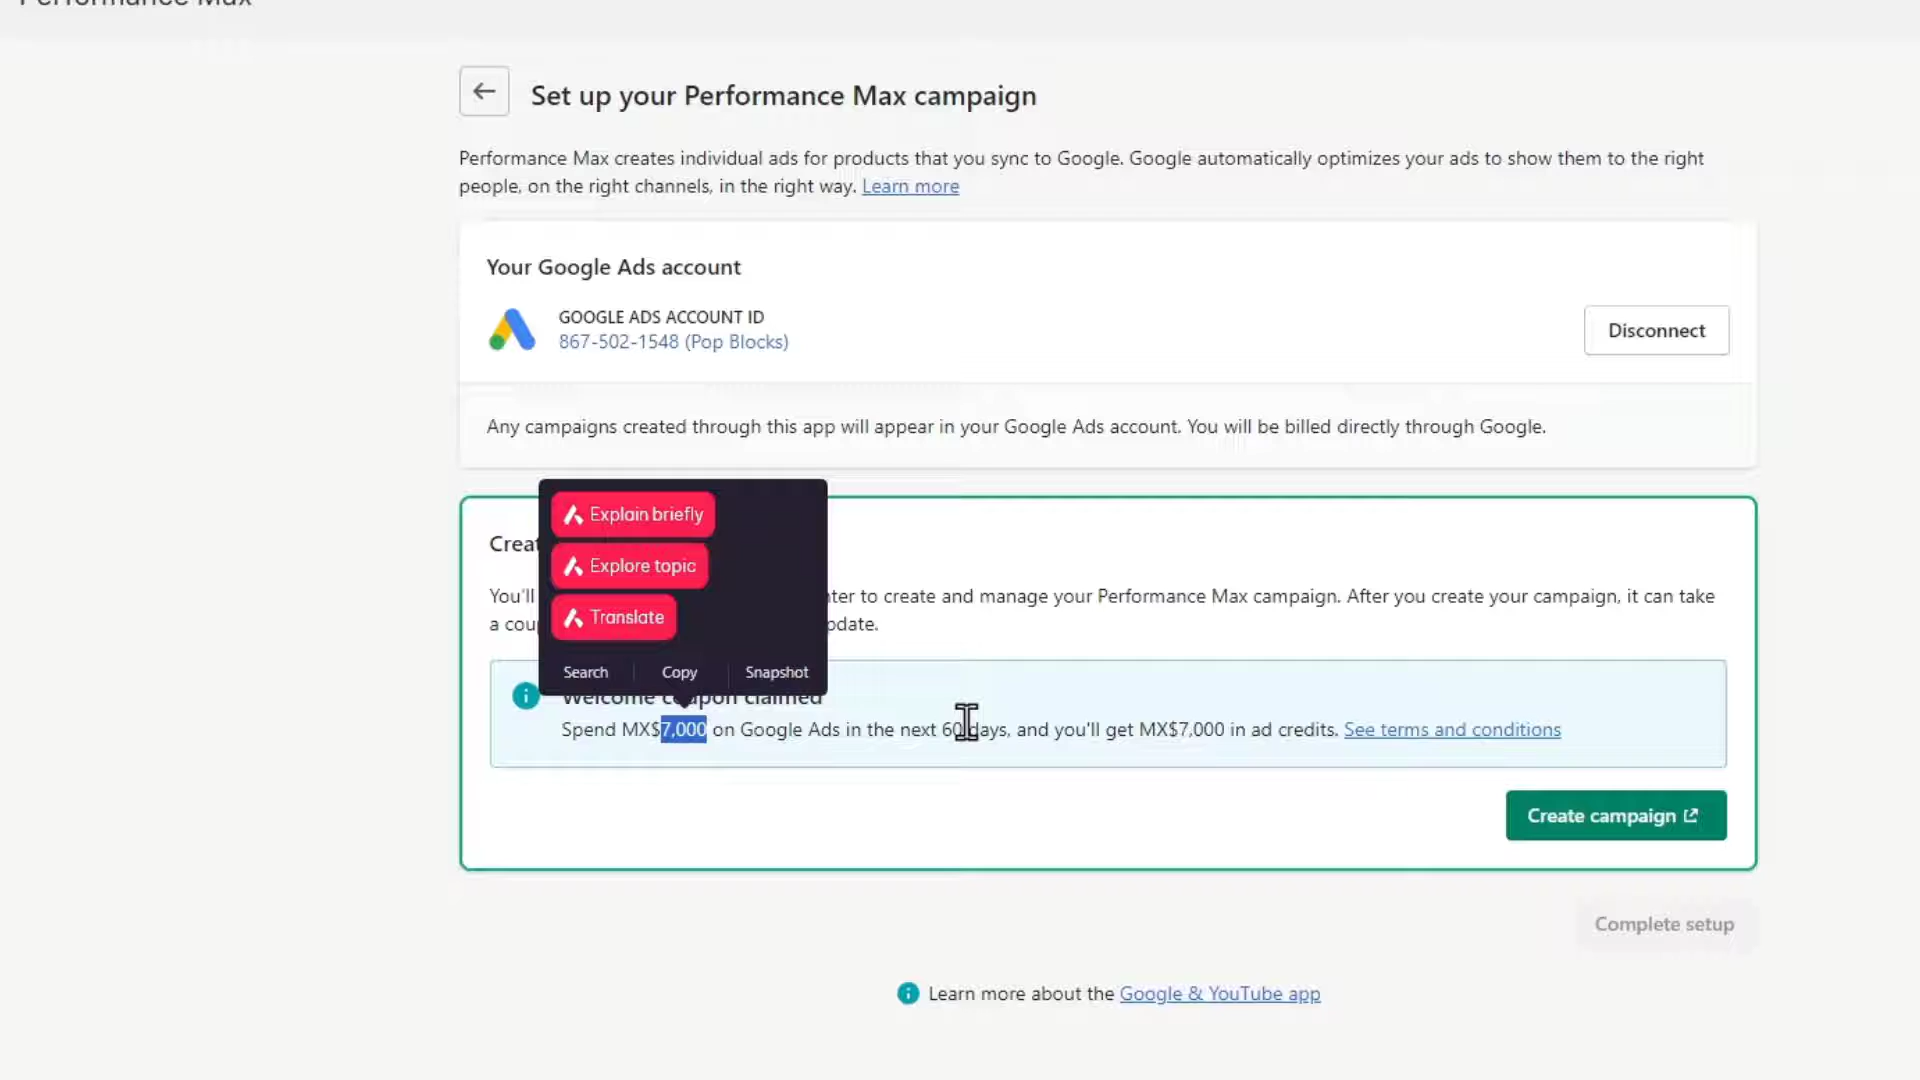 Performance Max
Set up your Performance Max campaign
Performance Max creates individual ads for products that you sync to Google. Google automatically optimizes your ads to show them to the right
people, on the right channels, in the right way. Learn more
Your Google Ads account
GOOGLE ADS ACCOUNT ID
867-502-1548 (Pop Blocks)
Disconnect
Any campaigns created through this app will appear in your Google Ads account. You will be billed directly through Google.
Explain briefly
Explore topic
Translate
Search
Copy
Snapshot
You'll to create and manage your Performance Max campaign. After you create your campaign, it can take
a
Welcome coupon claimed
Spend MX$7,000 on Google Ads in the next 60 days, and you'll get MX$7,000 in ad credits. See terms and conditions
Create campaign
Complete setup
Learn more about the Google & YouTube app